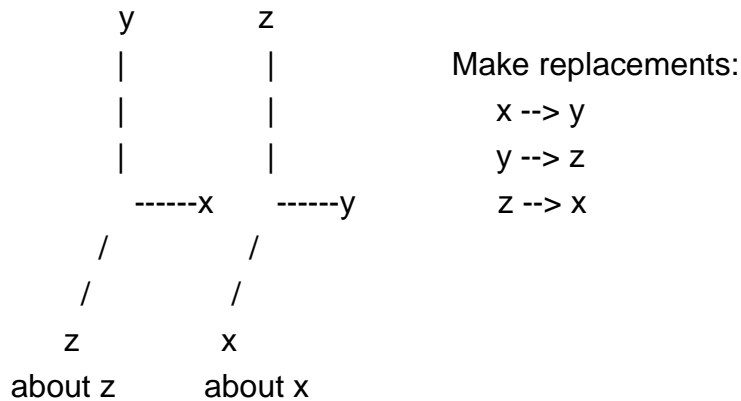 y z
| | Make replacements:
| | x --> y
| | y --> z
------x ------y z --> x
/ /
/ /
z x
about z about x